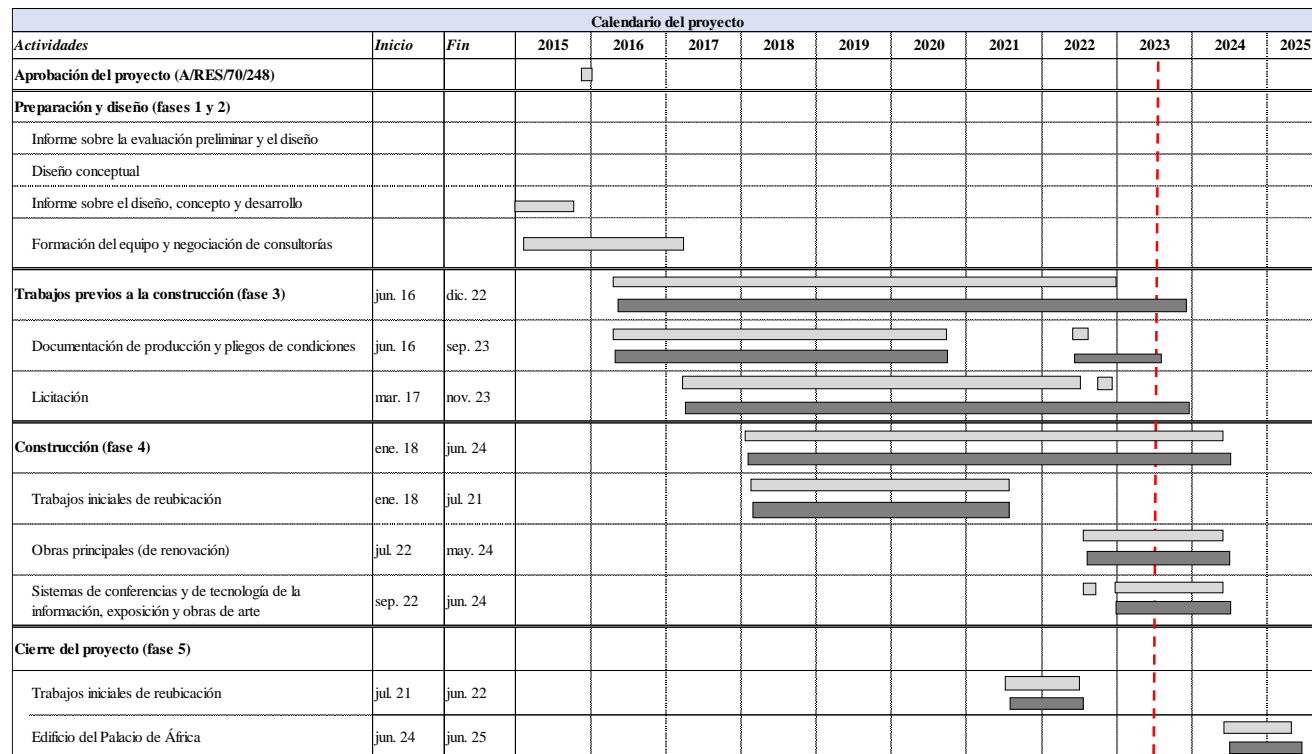 Calendario del proyecto
Actividades Inicio Fin 2015 2016 2017 2018 2019 2020 2021 2022 2023 2024 2025
Aprobación del proyecto (A/RES/70/248)
Preparación y diseño (fases 1 y 2)
Informe sobre la evaluación preliminar y el diseño
Diseño conceptual
Informe sobre el diseño, concepto y desarrollo
Formación del equipo y negociación de consultorías
Trabajos previos a la construcción (fase 3) jun. 16 dic. 22
Documentación de producción y pliegos de condiciones jun. 16 sep. 23
Licitación mar. 17 nov. 23
Construcción (fase 4) ene. 18 jun. 24
Trabajos iniciales de reubicación ene. 18 jul. 21
Obras principales (de renovación) jul. 22 may. 24
Sistemas de conferencias y de tecnología de la
información, exposición y obras de arte sep. 22 jun. 24
Cierre del proyecto (fase 5)
Trabajos iniciales de reubicación jul. 21 jun. 22
Edificio del Palacio de África jun. 24 jun. 25